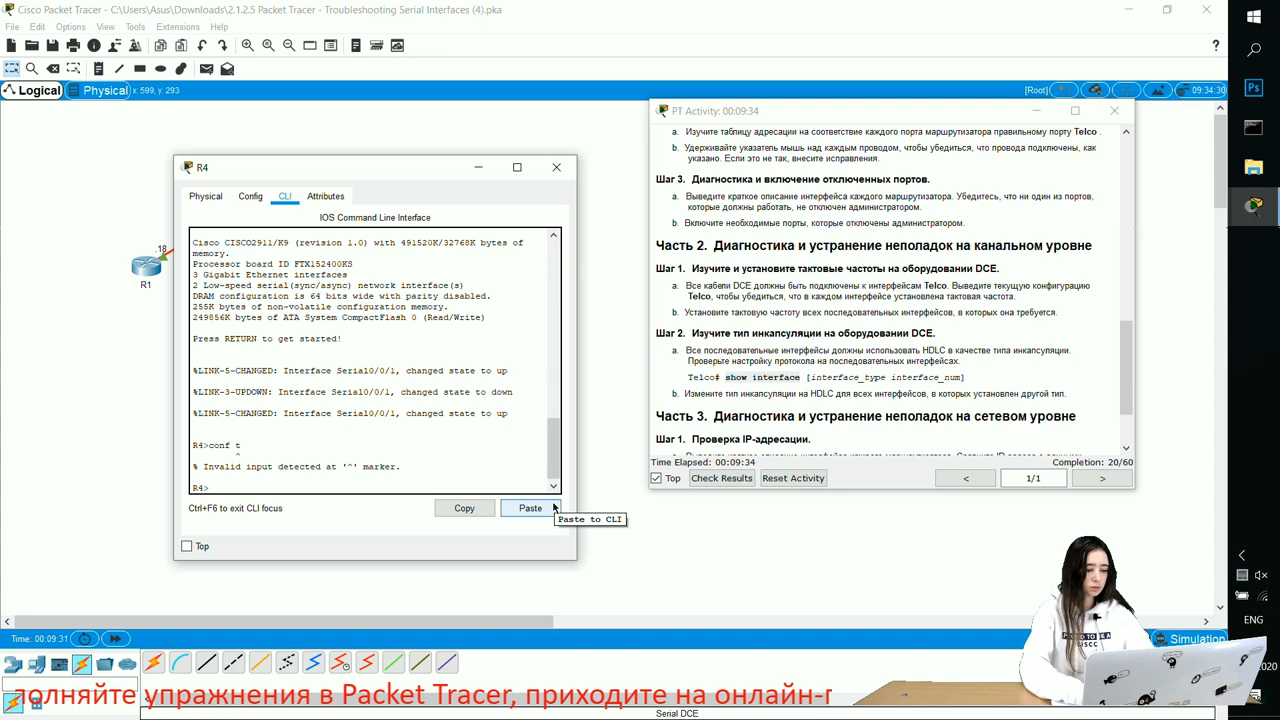 Cisco Packet Tracer - C:\Users\Asus\Downloads\2.1.2.5 Packet Tracer - Troubleshooting Serial Interfaces (4).pka
File Edit Options View Tools Extensions Help
Logical Physical x: 599, y: 293
[Root] 09:34:30
R4
Physical Config CLI Attributes
IOS Command Line Interface
Cisco CISCO2911/K9 (revision 1.0) with 491520K/32768K bytes of
memory.
Processor board ID FTX152400KS
3 Gigabit Ethernet interfaces
2 Low-speed serial(sync/async) network interface(s)
DRAM configuration is 64 bits wide with parity disabled.
255K bytes of non-volatile configuration memory.
249856K bytes of ATA System CompactFlash 0 (Read/Write)
Press RETURN to get started!
%LINK-5-CHANGED: Interface Serial0/0/1, changed state to up
%LINK-3-UPDOWN: Interface Serial0/0/1, changed state to down
%LINK-5-CHANGED: Interface Serial0/0/1, changed state to up
R4>conf t
^
% Invalid input detected at '^' marker.
R4>
Ctrl+F6 to exit CLI focus
Copy Paste
Paste to CLI
Top
.18
R1
PT Activity: 00:09:34
a. Изучите таблицу адресации на соответствие каждого порта маршрутизатора правильному порту Telco .
b. Удерживайте указатель мышь над каждым проводом, чтобы убедиться, что провода подключены, как
указано. Если это не так, внесите исправления.
Шаг 3. Диагностика и включение отключенных портов.
a. Выведите краткое описание интерфейса каждого маршрутизатора. Убедитесь, что ни один из портов,
которые должны работать, не отключен администратором.
b. Включите необходимые порты, которые отключены администратором.
Часть 2. Диагностика и устранение неполадок на канальном уровне
Шаг 1. Изучите и установите тактовые частоты на оборудовании DCE.
a. Все кабели DCE должны быть подключены к интерфейсам Telco. Выведите текущую конфигурацию
Telco, чтобы убедиться, что в каждом интерфейсе установлена тактовая частота.
b. Установите тактовую частоту всех последовательных интерфейсов, в которых она требуется.
Шаг 2. Изучите тип инкапсуляции на оборудовании DCE.
a. Все последовательные интерфейсы должны использовать HDLC в качестве типа инкапсуляции.
Проверьте настройку протокола на последовательных интерфейсах.
Telco# show interface [interface_type interface_num]
b. Измените тип инкапсуляции на HDLC для всех интерфейсов, в которых установлен другой тип.
Часть 3. Диагностика и устранение неполадок на сетевом уровне
Шаг 1. Проверка IP-адресации.
Time Elapsed: 00:09:34 Completion: 20/60
Top Check Results Reset Activity < 1/1 >
Time: 00:09:31
Simulation
ENG
полняйте упражнения в Packet Tracer, приходите на онлайн-г
Serial DCE